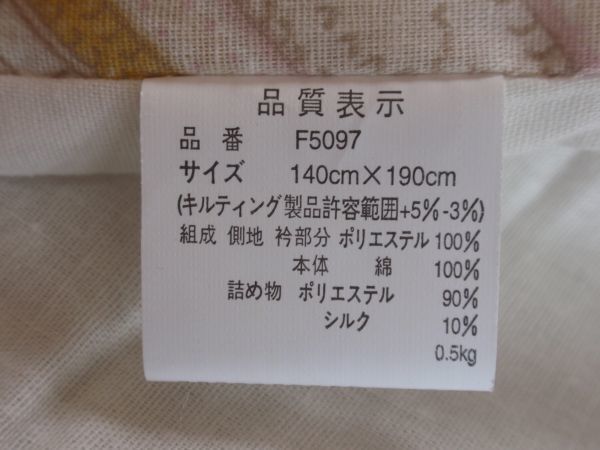 品質表示
品 番 F5097
サイズ 140cm×190cm
(キルティング製品許容範囲+5%-3%)
組成 側地 衿部分 ポリエステル 100%
本体 綿 100%
詰め物 ポリエステル 90%
シルク 10%
0.5kg